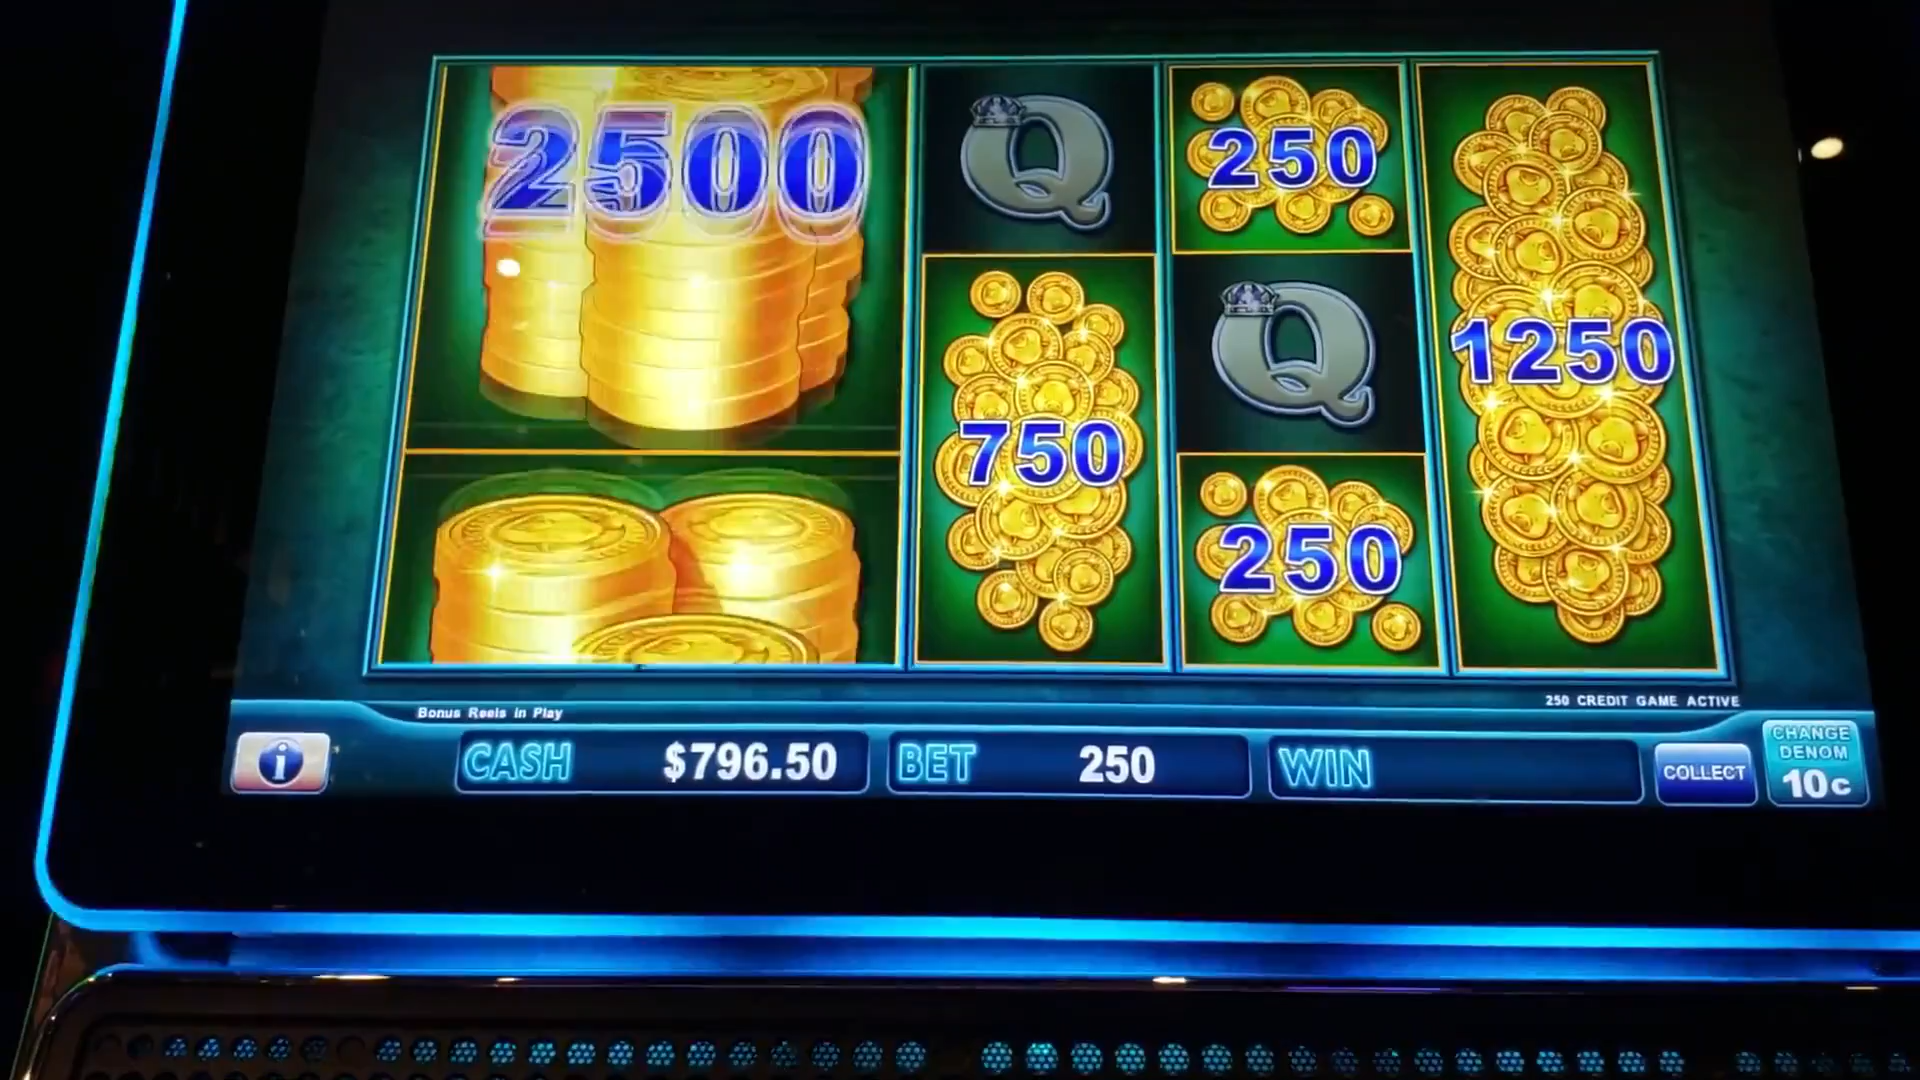 2500
Q
250
1250
Q
750
250
250 CREDIT GAME ACTIVE
Bonus Reels in Play
CASH $796.50
BET 250
WIN
COLLECT
CHANGE
DENOM
10c
i